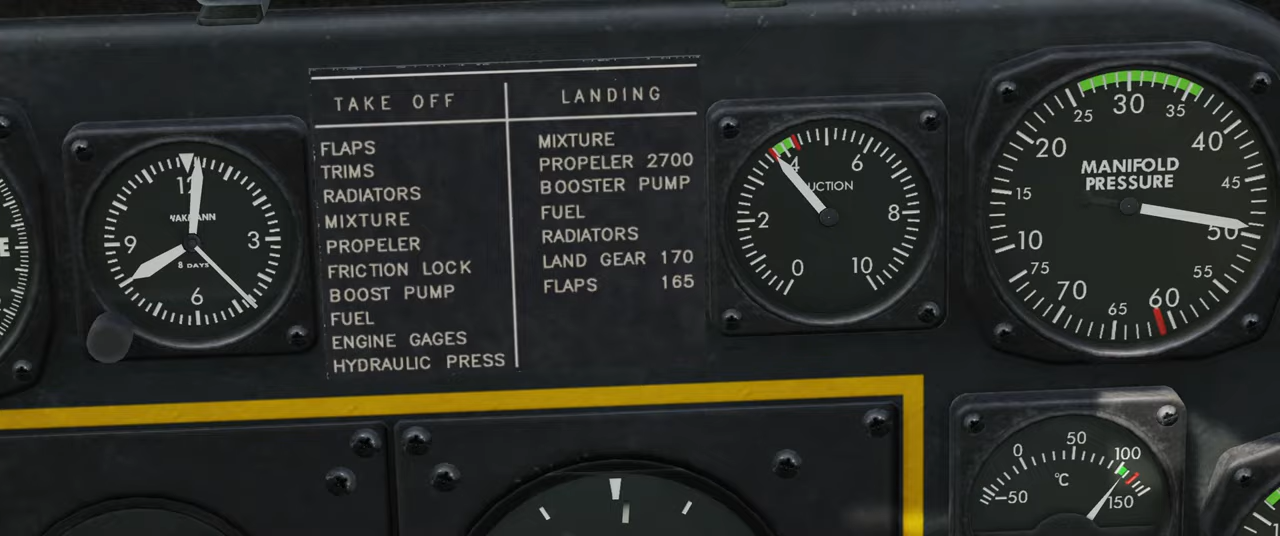 TAKE OFF
FLAPS
TRIMS
RADIATORS
MIXTURE
PROPELER
FRICTION LOCK
BOOST PUMP
FUEL
ENGINE GAGES
HYDRAULIC PRESS
LANDING
MIXTURE
PROPELER 2700
BOOSTER PUMP
FUEL
RADIATORS
LAND GEAR 170
FLAPS 165
12
3
6
9
8 DAYS
0
2
4
6
8
10
MANIFOLD
PRESSURE
10
15
20
25
30
35
40
45
50
55
60
65
70
75
-50
0
50
100
150
°C